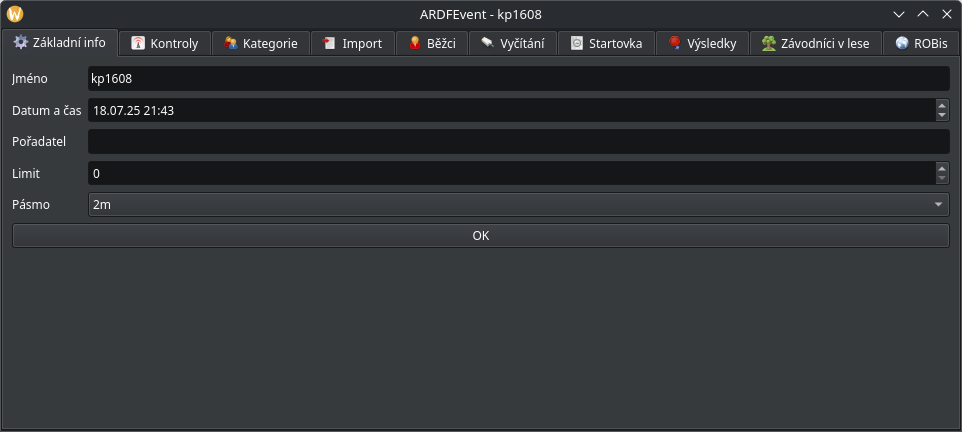 ARDFEvent - kp1608
Základní info Kontroly Kategorie Import Běžci Vyčítání Startovka Výsledky Závodníci v lese ROBis
Jméno kp1608
Datum a čas 18.07.25 21:43
Pořadatel
Limit 0
Pásmo 2m
OK